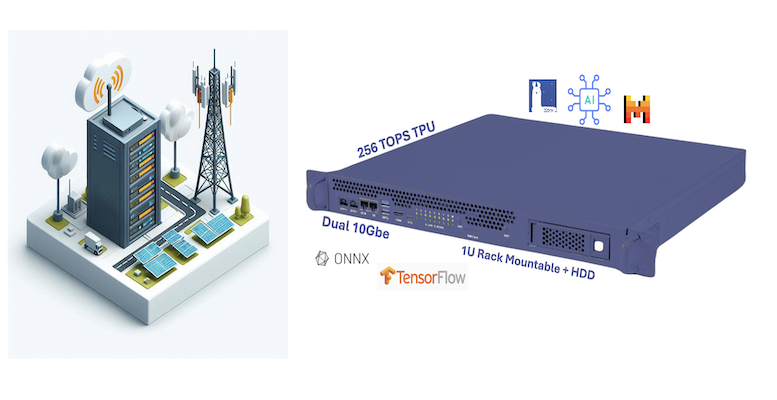 256 TOPS TPU
AI
Dual 10Gbe
1U Rack Mountable + HDD
ONNX
TensorFlow